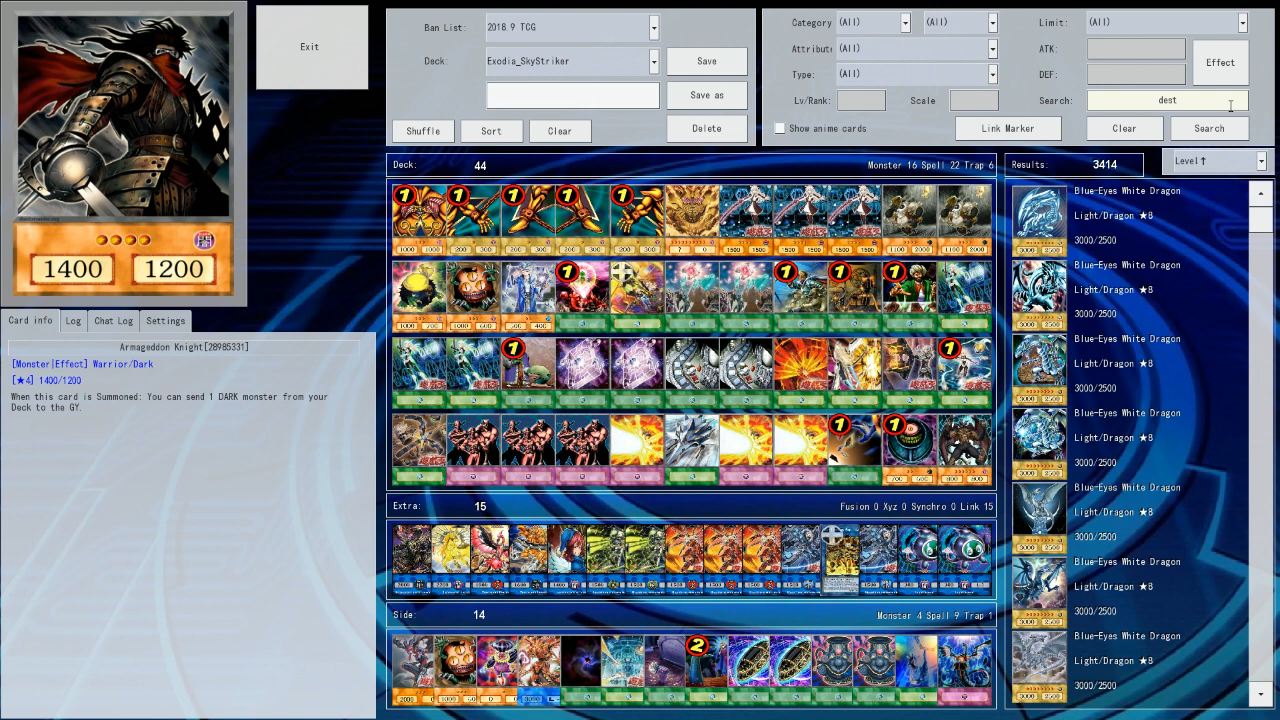 1400 1200
Exit
Card info Log Chat Log Settings
Armageddon Knight[28985331]
[Monster|Effect] Warrior/Dark
[★4] 1400/1200
When this card is Summoned: You can send 1 DARK monster from your
Deck to the GY.
Ban List: 2018.9 TCG
Deck: Exodia_SkyStriker Save
Save as
Shuffle Sort Clear Delete
Category (All) (All) Limit: (All)
Attribute (All) ATK:
Effect
Type: (All) DEF:
Lv/Rank: Scale Search: dest
Show anime cards Link Marker Clear Search
Deck: 44 Monster 16 Spell 22 Trap 6
Results: 3414 Level↑
Extra: 15 Fusion 0 Xyz 0 Synchro 0 Link 15
Side: 14 Monster 4 Spell 9 Trap 1
Blue-Eyes White Dragon
Light/Dragon ★8
3000/2500
Blue-Eyes White Dragon
Light/Dragon ★8
3000/2500
Blue-Eyes White Dragon
Light/Dragon ★8
3000/2500
Blue-Eyes White Dragon
Light/Dragon ★8
3000/2500
Blue-Eyes White Dragon
Light/Dragon ★8
3000/2500
Blue-Eyes White Dragon
Light/Dragon ★8
3000/2500
Blue-Eyes White Dragon
Light/Dragon ★8
3000/2500